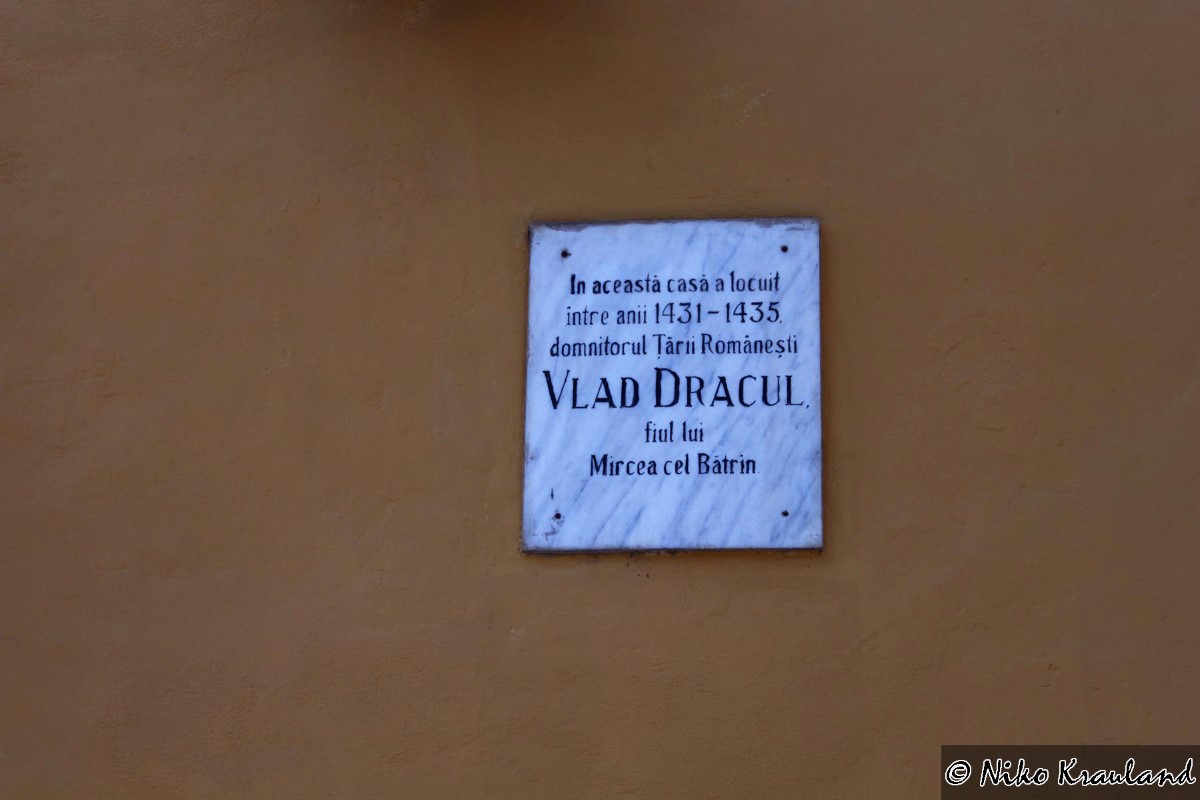 In această casă a locuit
între anii 1431-1435.
domnitorul Țării Românești
VLAD DRACUL,
fiul lui
Mircea cel Bătrîn
© Niko Krauland